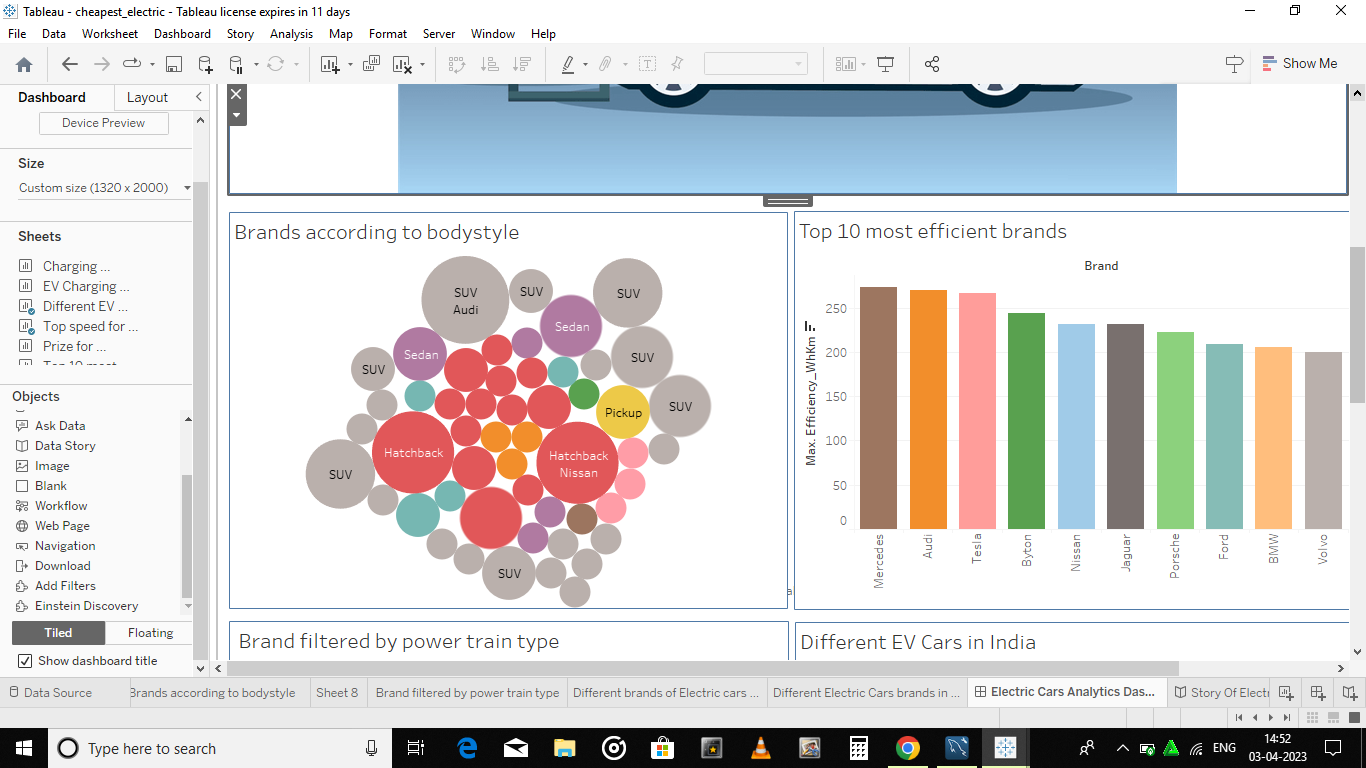 Tableau - cheapest_electric - Tableau license expires in 11 days
File Data Worksheet Dashboard Story Analysis Map Format Server Window Help
Show Me
Dashboard Layout
Device Preview
Size
Custom size (1320 x 2000)
Sheets
Charging ...
EV Charging ...
Different EV ...
Top speed for ...
Prize for ...
Top 10 most ...
Objects
Ask Data
Data Story
Image
Blank
Workflow
Web Page
Navigation
Download
Add Filters
Einstein Discovery
Tiled Floating
Show dashboard title
Brands according to bodystyle
SUV
Audi
SUV
SUV
Sedan
Sedan
SUV
SUV
Pickup
SUV
Hatchback
Hatchback
Nissan
SUV
SUV
Top 10 most efficient brands
Brand
Max. Efficiency_WhKm
250
200
150
100
50
0
Mercedes
Audi
Tesla
Byton
Nissan
Jaguar
Porsche
Ford
BMW
Volvo
a
Brand filtered by power train type
Different EV Cars in India
Data Source Brands according to bodystyle Sheet 8 Brand filtered by power train type Different brands of Electric cars ... Different Electric Cars brands in ... Electric Cars Analytics Das... Story Of Electr
Type here to search
ENG
14:52
03-04-2023